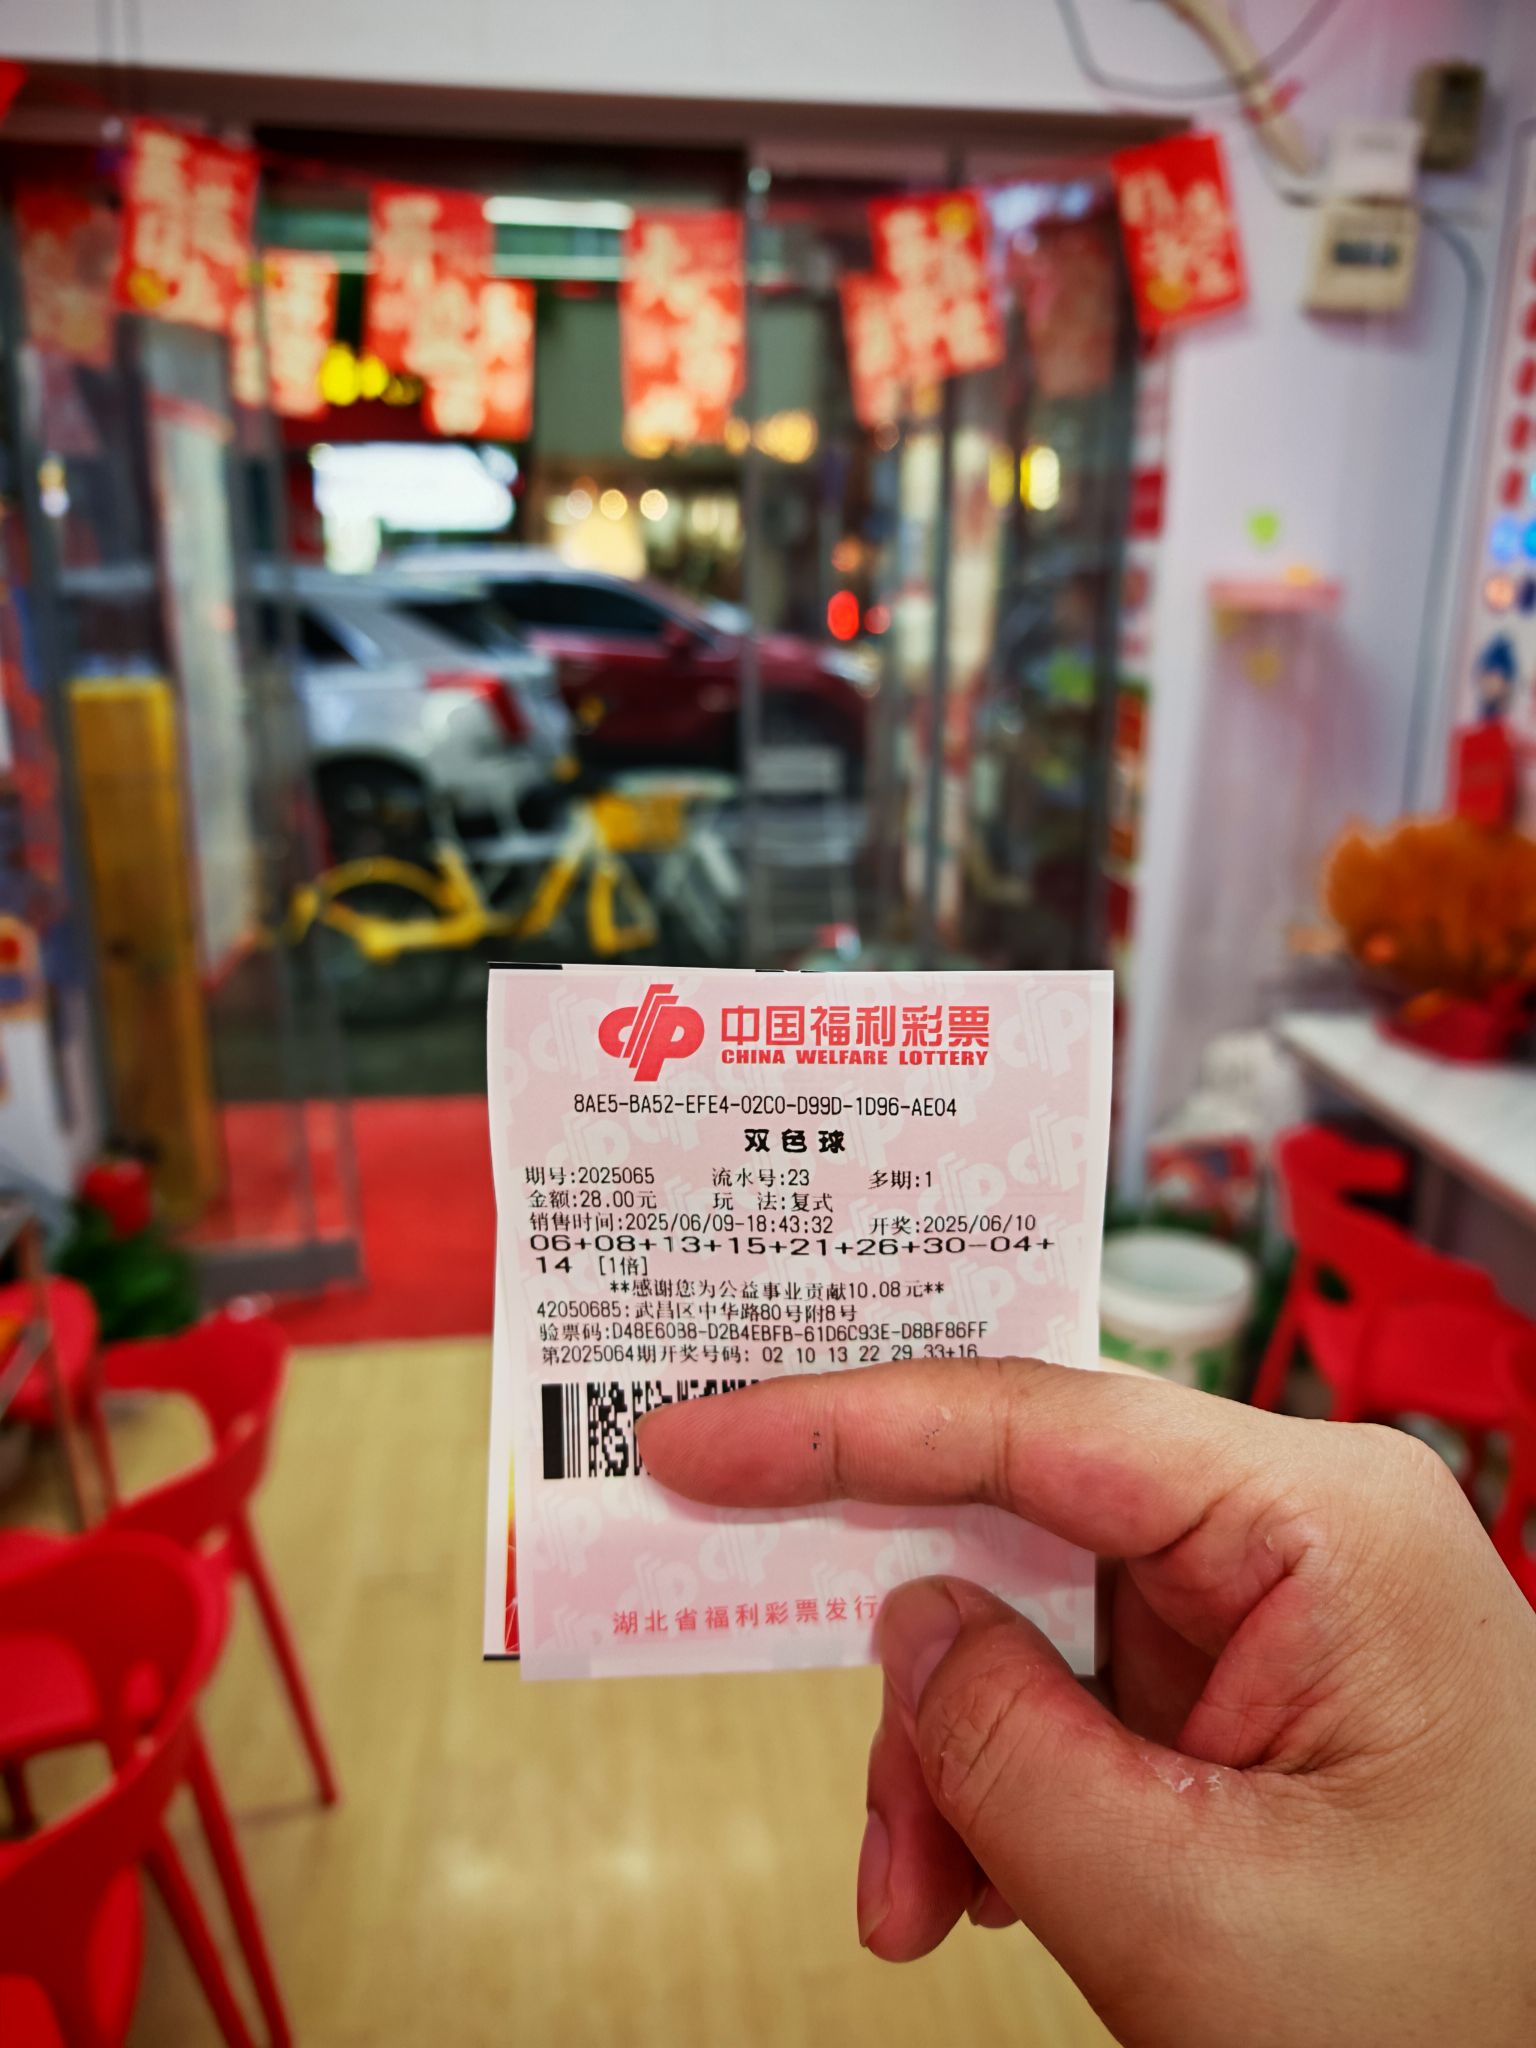 中国福利彩票
CHINA WELFARE LOTTERY
8AE5-BA52-EFE4-02C0-D99D-1D96-AE04
双色球
期号:2025065 流水号:23 多期:1
金额:28.00元 玩 法:复式
销售时间:2025/06/09-18:43:32 开奖:2025/06/10
06+08+13+15+21+26+30-04+
14 [1倍]
**感谢您为公益事业贡献10.08元**
42050685:武昌区中华路80号附8号
验票码:D48E60B8-D2B4EBFB-61D6C93E-D8BF86FF
第2025064期开奖号码: 02 10 13 22 29 33+16
湖北省福利彩票发行